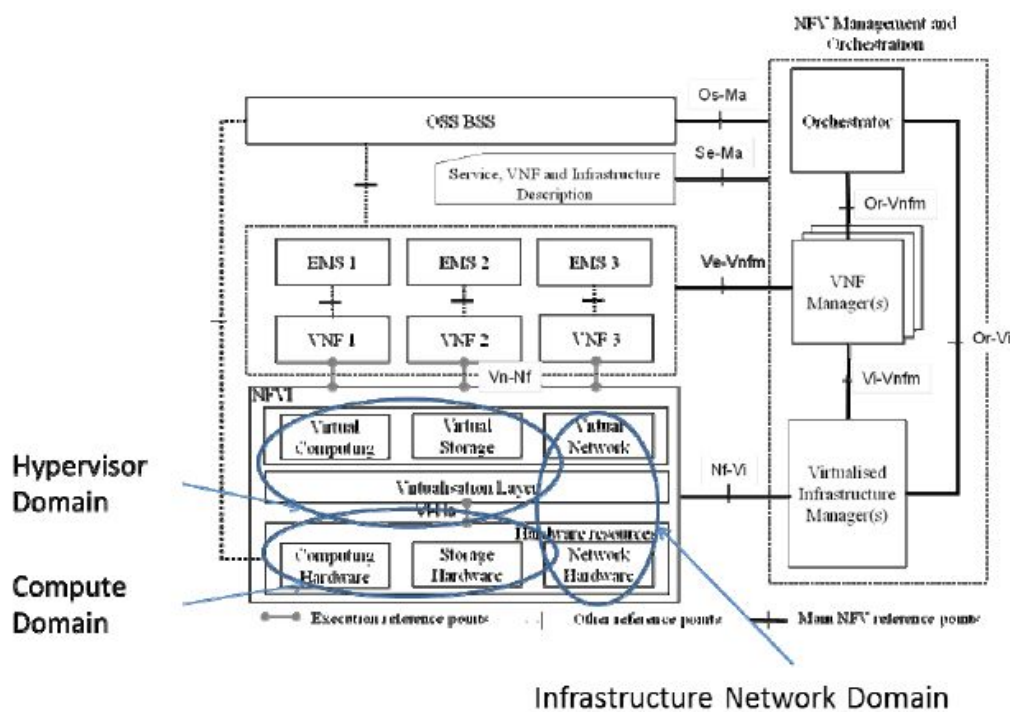 NFV Management and
Orchestration
Os-Ma
OSS BSS
Orchestrator
Se-Ma
Service, VNF and Infrastructure
Description
Or-Vnfm
EMS 1
EMS 2
EMS 3
Ve-Vnfm
VNF
Manager(s)
VNF 1
VNF 2
VNF 3
Or-Vi
Vn-Nf
Vi-Vnfm
NFVI
Virtual
Computing
Virtual
Storage
Virtual
Network
Hypervisor
Domain
Nf-Vi
Virtualised
Infrastructure
Manager(s)
Virtualisation Layer
Vl-Ha
Hardware resources
Computing
Hardware
Storage
Hardware
Network
Hardware
Compute
Domain
Execution reference points
Other reference points
Main NFV reference points
Infrastructure Network Domain